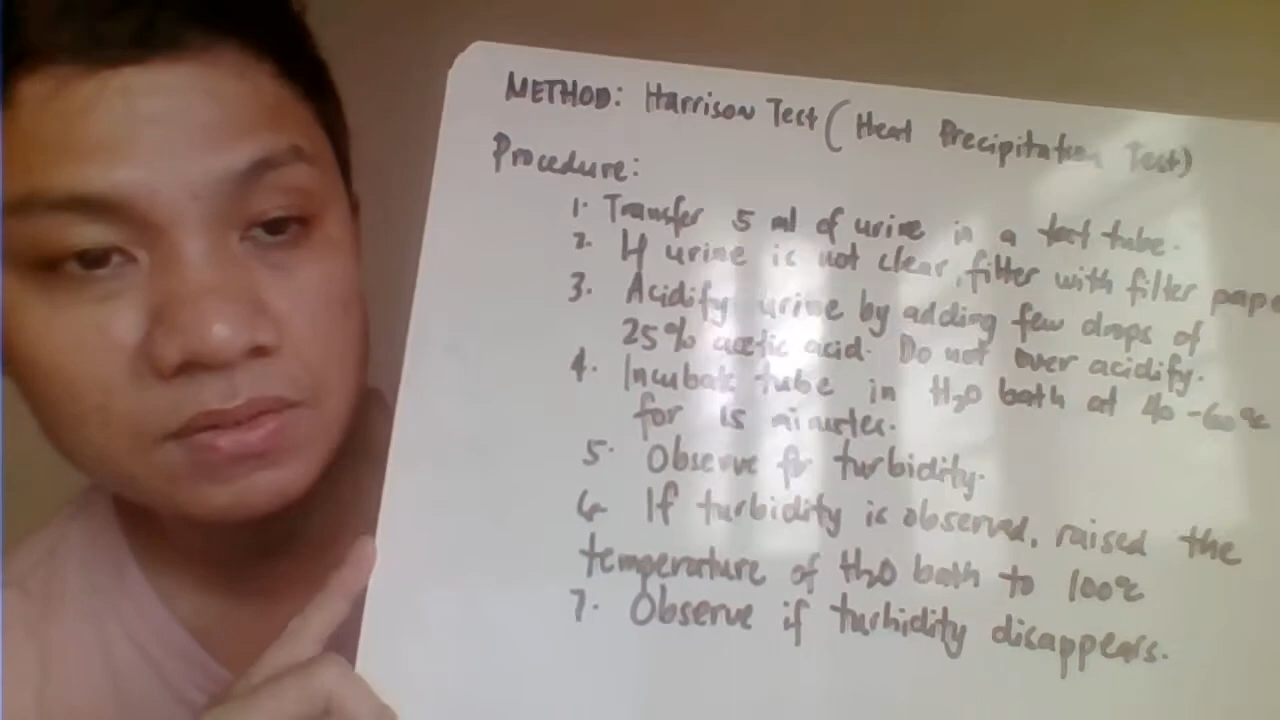 METHOD: Harrison Test (Heat Precipitation Test)
Procedure:
1. Transfer 5 ml of urine in a test tube.
2. If urine is not clear, filter with filter pape
3. Acidify urine by adding few drops of
25% acetic acid. Do not over acidify.
4. Incubate tube in H2O bath at 40-60°C
for 15 minutes.
5. Observe for turbidity.
6. If turbidity is observed, raised the
temperature of H2O bath to 100°C
7. Observe if turbidity disappears.